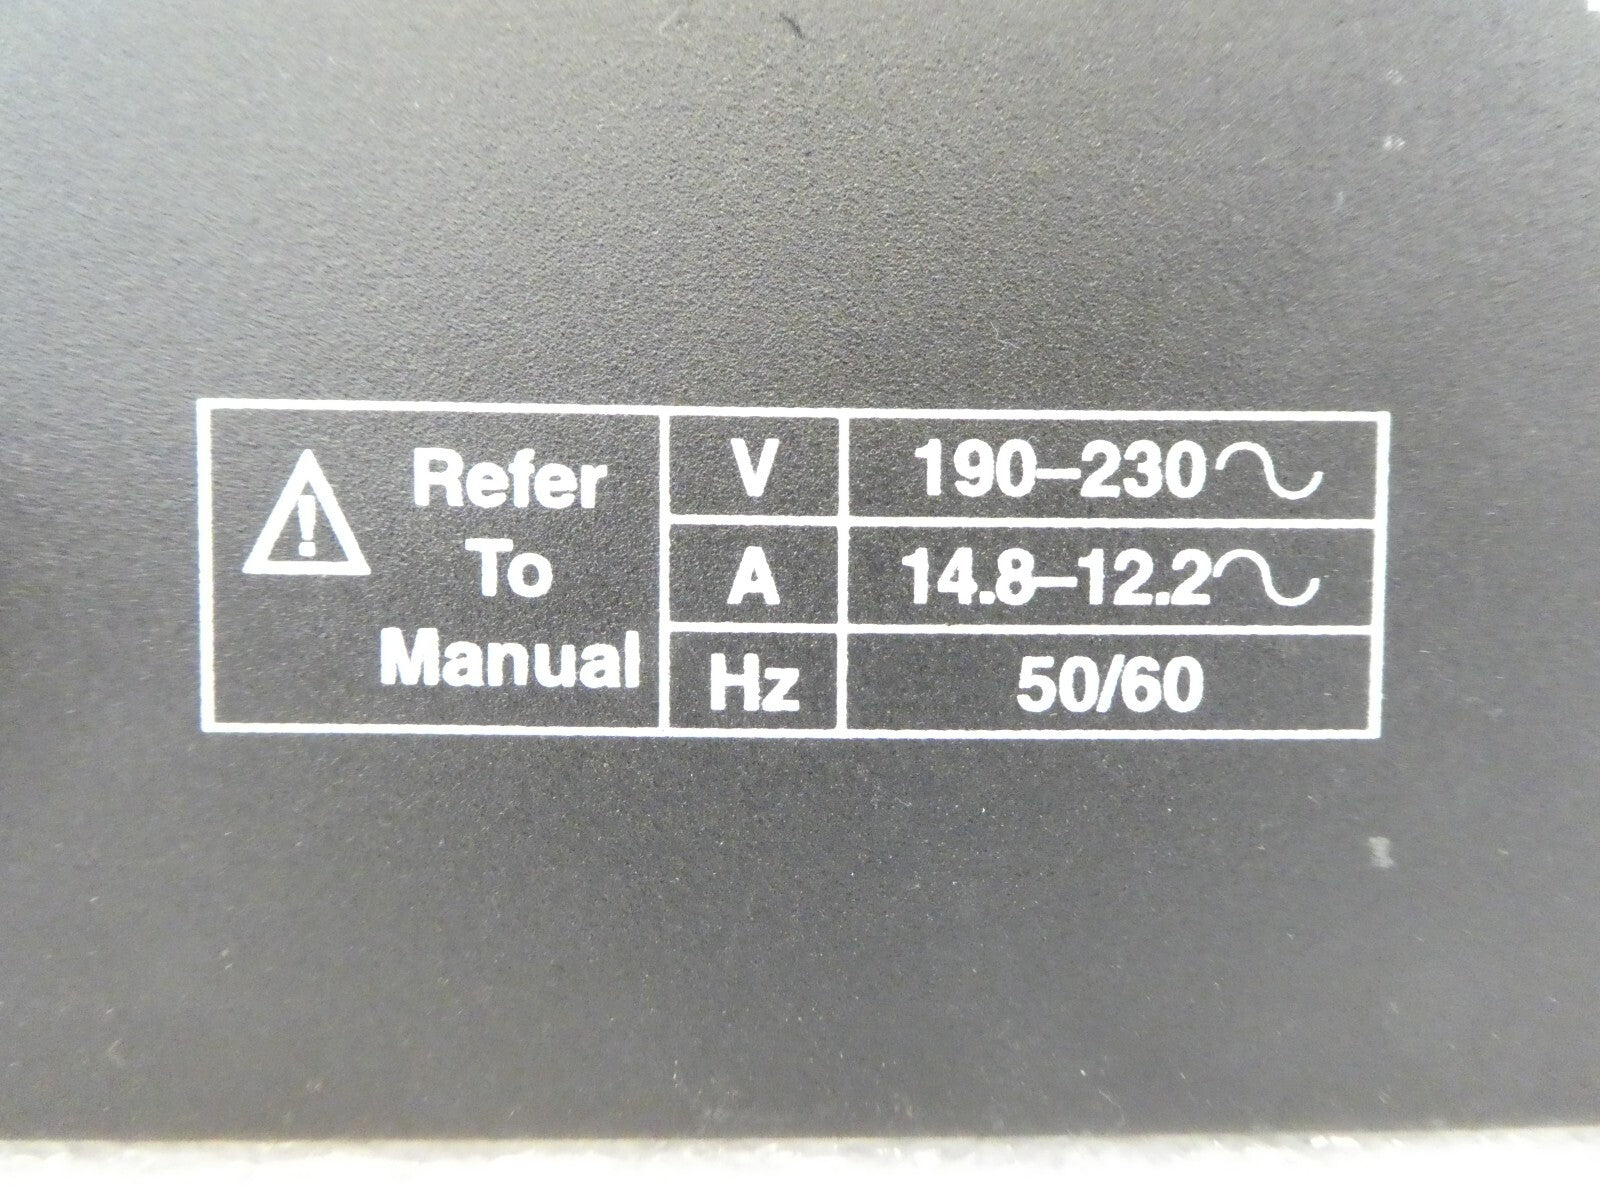 Refer
To
Manual
V 190–230~
A 14.8–12.2~
Hz 50/60